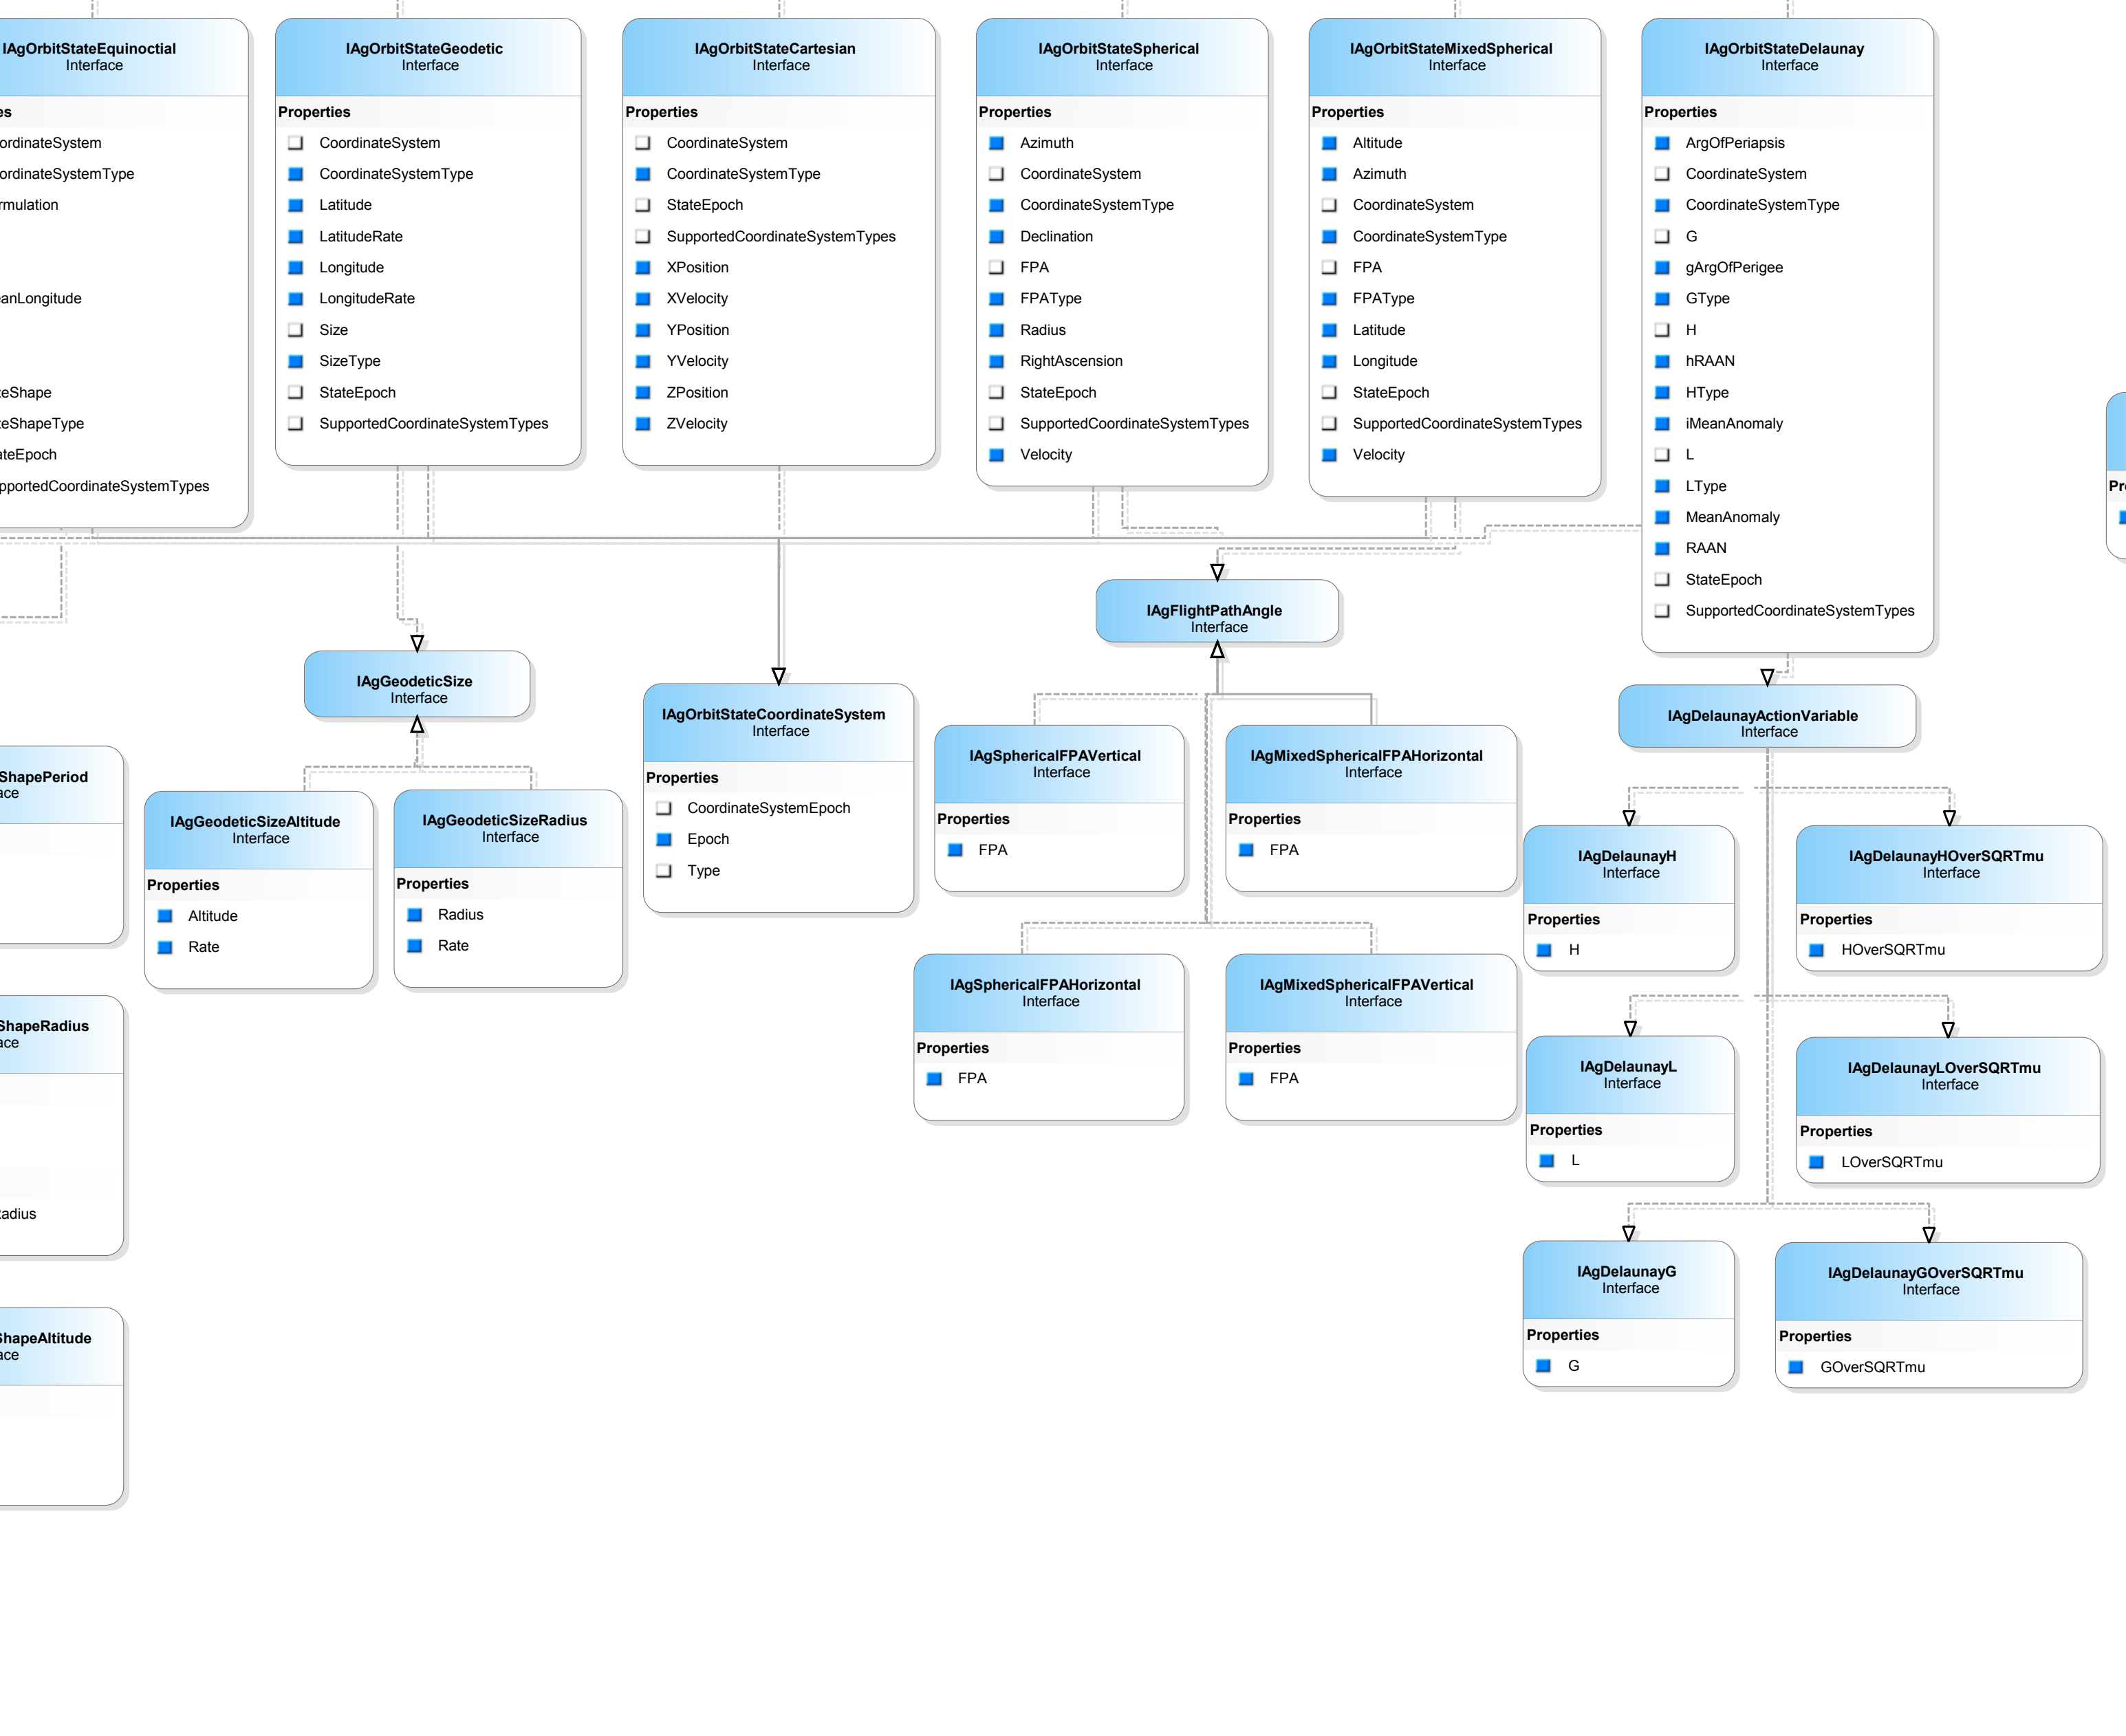 IAgOrbitStateEquinoctial
Interface
es
ordinateSystem
ordinateSystemType
rmulation
eanLongitude
eShape
eShapeType
ateEpoch
pportedCoordinateSystemTypes
IAgOrbitStateGeodetic
Interface
Properties
CoordinateSystem
CoordinateSystemType
Latitude
LatitudeRate
Longitude
LongitudeRate
Size
SizeType
StateEpoch
SupportedCoordinateSystemTypes
IAgOrbitStateCartesian
Interface
Properties
CoordinateSystem
CoordinateSystemType
StateEpoch
SupportedCoordinateSystemTypes
XPosition
XVelocity
YPosition
YVelocity
ZPosition
ZVelocity
IAgOrbitStateSpherical
Interface
Properties
Azimuth
CoordinateSystem
CoordinateSystemType
Declination
FPA
FPAType
Radius
RightAscension
StateEpoch
SupportedCoordinateSystemTypes
Velocity
IAgOrbitStateMixedSpherical
Interface
Properties
Altitude
Azimuth
CoordinateSystem
CoordinateSystemType
FPA
FPAType
Latitude
Longitude
StateEpoch
SupportedCoordinateSystemTypes
Velocity
IAgOrbitStateDelaunay
Interface
Properties
ArgOfPeriapsis
CoordinateSystem
CoordinateSystemType
G
gArgOfPerigee
GType
H
hRAAN
HType
iMeanAnomaly
L
LType
MeanAnomaly
RAAN
StateEpoch
SupportedCoordinateSystemTypes
Pr
IAgFlightPathAngle
Interface
IAgGeodeticSize
Interface
IAgOrbitStateCoordinateSystem
Interface
Properties
CoordinateSystemEpoch
Epoch
Type
IAgDelaunayActionVariable
Interface
ShapePeriod
ace
IAgGeodeticSizeAltitude
Interface
Properties
Altitude
Rate
IAgGeodeticSizeRadius
Interface
Properties
Radius
Rate
IAgSphericalFPAVertical
Interface
Properties
FPA
IAgMixedSphericalFPAHorizontal
Interface
Properties
FPA
IAgDelaunayH
Interface
Properties
H
IAgDelaunayHOverSQRTmu
Interface
Properties
HOverSQRTmu
IAgSphericalFPAHorizontal
Interface
Properties
FPA
IAgMixedSphericalFPAVertical
Interface
Properties
FPA
ShapeRadius
ace
adius
IAgDelaunayL
Interface
Properties
L
IAgDelaunayLOverSQRTmu
Interface
Properties
LOverSQRTmu
IAgDelaunayG
Interface
Properties
G
IAgDelaunayGOverSQRTmu
Interface
Properties
GOverSQRTmu
ShapeAltitude
ace